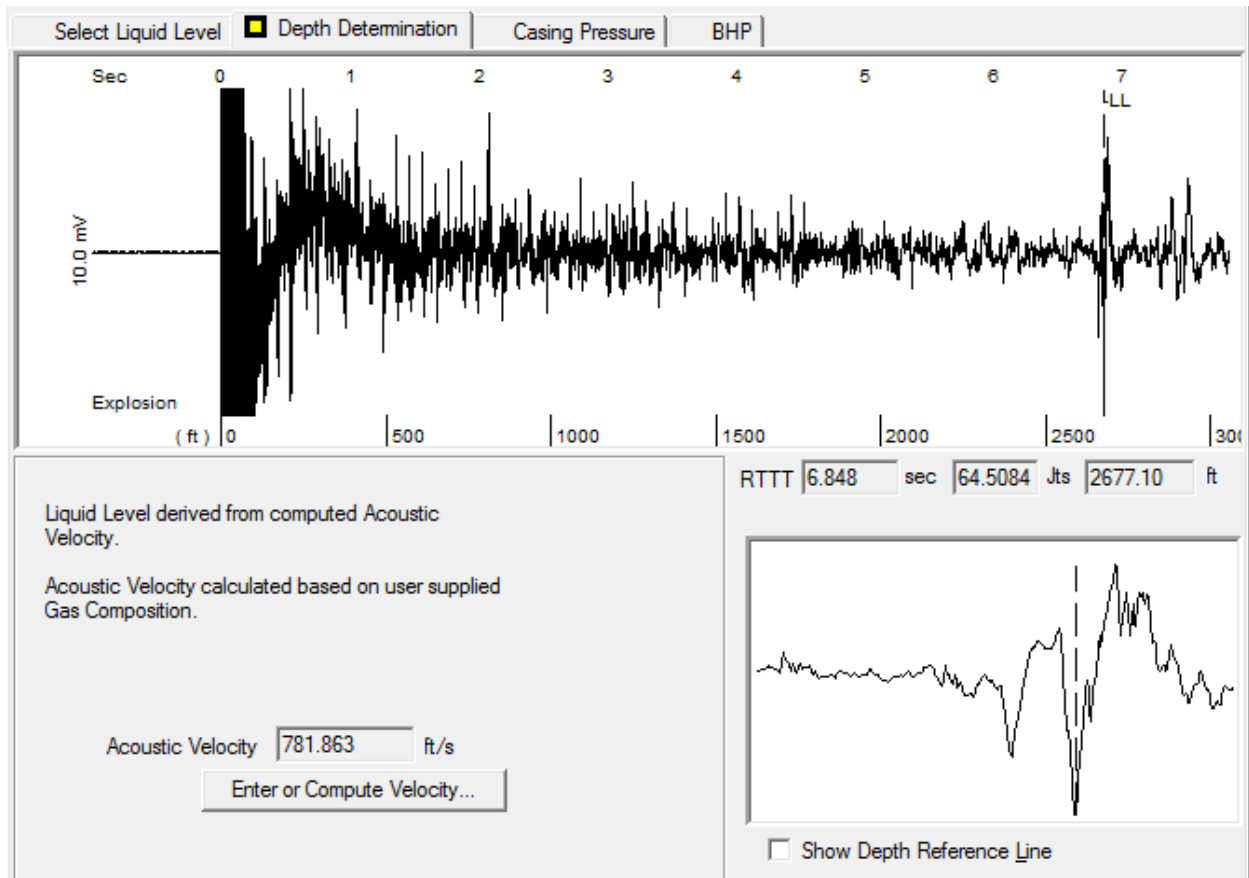 Select Liquid Level Depth Determination Casing Pressure BHP
Sec 0 1 2 3 4 5 6 7
LL
10.0 mV
Explosion
( ft ) 0 500 1000 1500 2000 2500
RTTT 6.848 sec 64.5084 Jts 2677.10 ft
Liquid Level derived from computed Acoustic
Velocity.
Acoustic Velocity calculated based on user supplied
Gas Composition.
Acoustic Velocity 781.863 ft/s
Enter or Compute Velocity...
Show Depth Reference Line